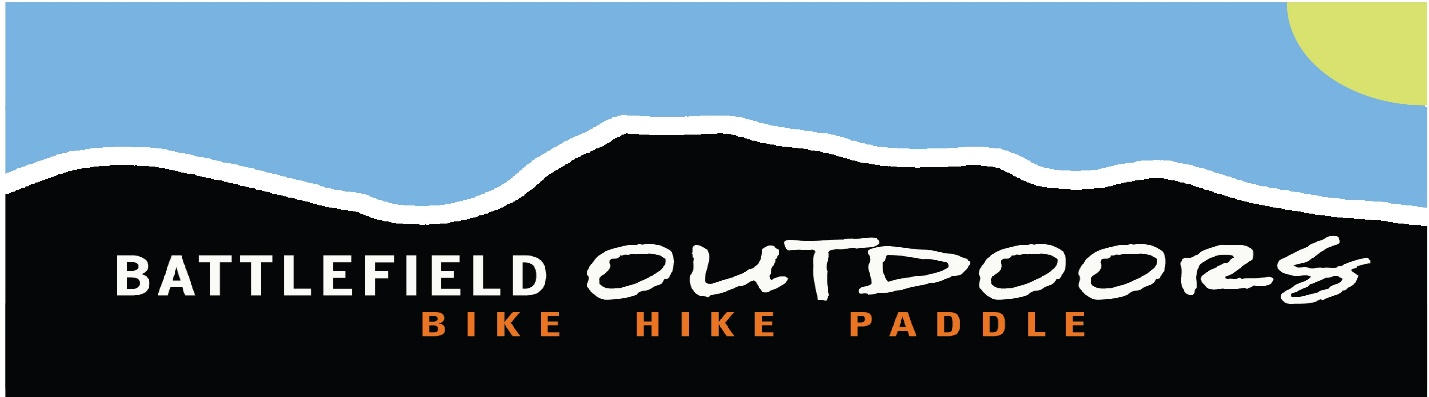 BATTLEFIELD OUTDOORS
BIKE HIKE PADDLE